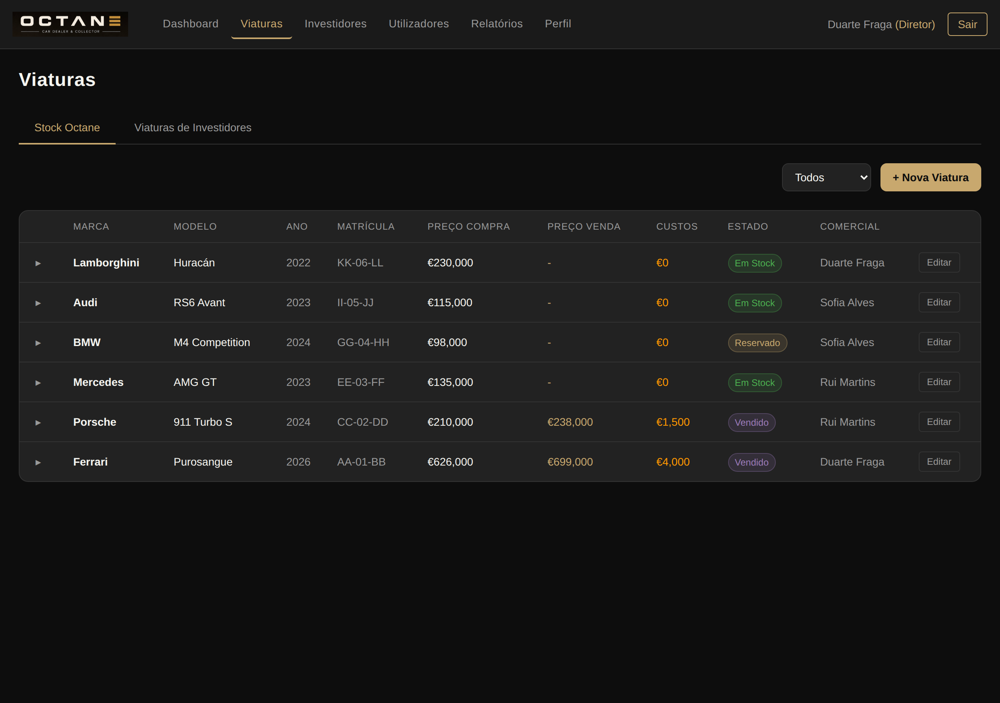 OCTANE Dashboard Viaturas Investidores Utilizadores Relatórios Perfil Duarte Fraga (Diretor) Sair
CAR DEALER & COLLECTOR
Viaturas
Stock Octane Viaturas de Investidores
Todos + Nova Viatura
MARCA MODELO ANO MATRÍCULA PREÇO COMPRA PREÇO VENDA CUSTOS ESTADO COMERCIAL
▶ Lamborghini Huracán 2022 KK-06-LL €230,000 - €0 Em Stock Duarte Fraga Editar
▶ Audi RS6 Avant 2023 II-05-JJ €115,000 - €0 Em Stock Sofia Alves Editar
▶ BMW M4 Competition 2024 GG-04-HH €98,000 - €0 Reservado Sofia Alves Editar
▶ Mercedes AMG GT 2023 EE-03-FF €135,000 - €0 Em Stock Rui Martins Editar
▶ Porsche 911 Turbo S 2024 CC-02-DD €210,000 €238,000 €1,500 Vendido Rui Martins Editar
▶ Ferrari Purosangue 2026 AA-01-BB €626,000 €699,000 €4,000 Vendido Duarte Fraga Editar